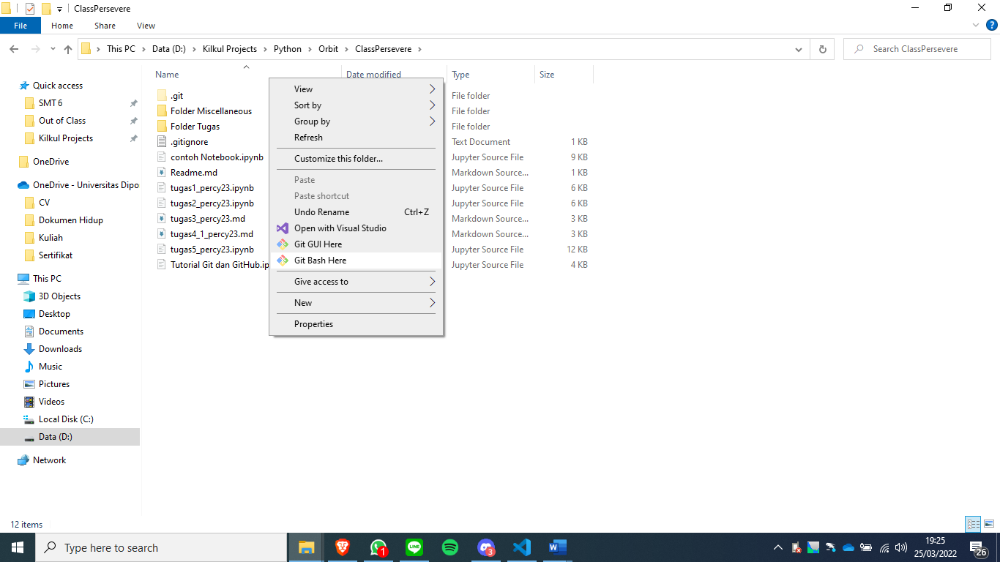 ClassPersevere
File Home Share View
This PC Data (D:) Kilkul Projects Python Orbit ClassPersevere Search ClassPersevere
Name Date modified Type Size
Quick access
SMT 6
Out of Class
Kilkul Projects
OneDrive
OneDrive - Universitas Dipo
CV
Dokumen Hidup
Kuliah
Sertifikat
This PC
3D Objects
Desktop
Documents
Downloads
Music
Pictures
Videos
Local Disk (C:)
Data (D:)
Network
.git File folder
Folder Miscellaneous File folder
Folder Tugas File folder
.gitignore Text Document 1 KB
contoh Notebook.ipynb Jupyter Source File 9 KB
Readme.md Markdown Source... 1 KB
tugas1_percy23.ipynb Jupyter Source File 6 KB
tugas2_percy23.ipynb Jupyter Source File 6 KB
tugas3_percy23.md Markdown Source... 3 KB
tugas4_1_percy23.md Markdown Source... 3 KB
tugas5_percy23.ipynb Jupyter Source File 12 KB
Tutorial Git dan GitHub.ip Jupyter Source File 4 KB
View
Sort by
Group by
Refresh
Customize this folder...
Paste
Paste shortcut
Undo Rename Ctrl+Z
Open with Visual Studio
Git GUI Here
Git Bash Here
Give access to
New
Properties
12 items
Type here to search
1
LINE
3
W
19:25
25/03/2022
26